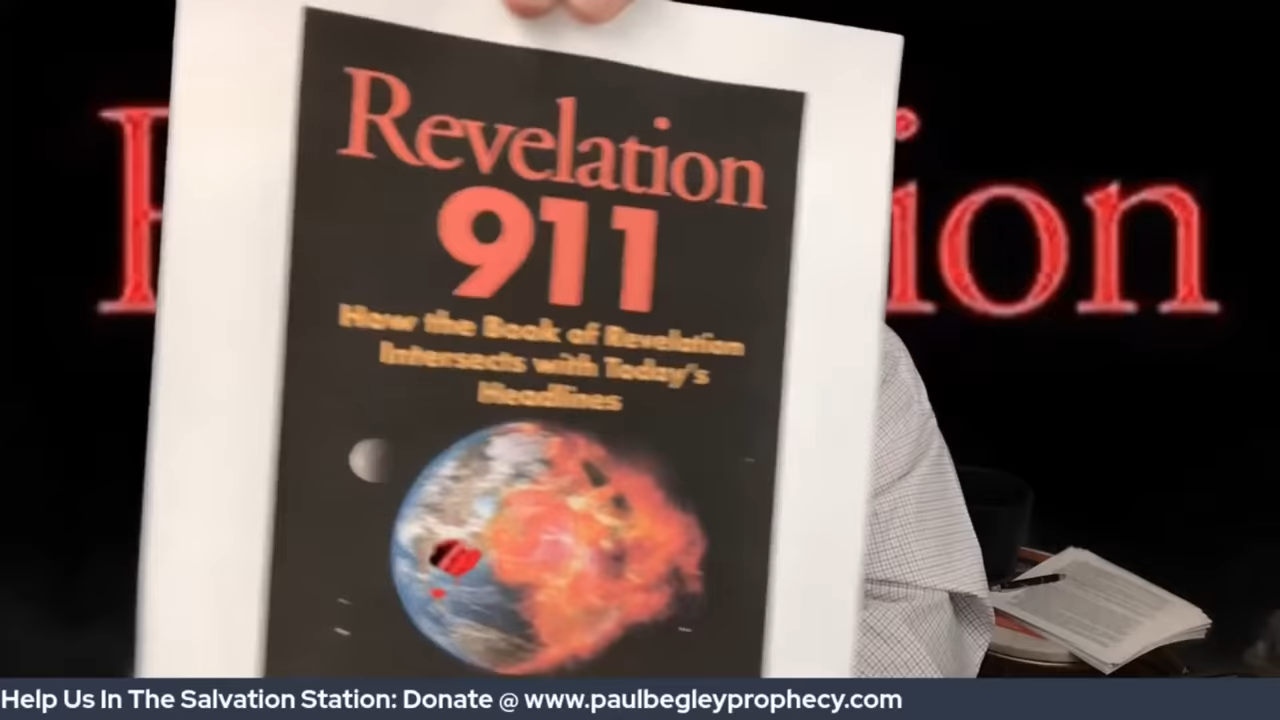 Revelation
911
How the Book of Revelation
Intersects with Today's
Headlines
ion
Help Us In The Salvation Station: Donate @ www.paulbegleyprophecy.com